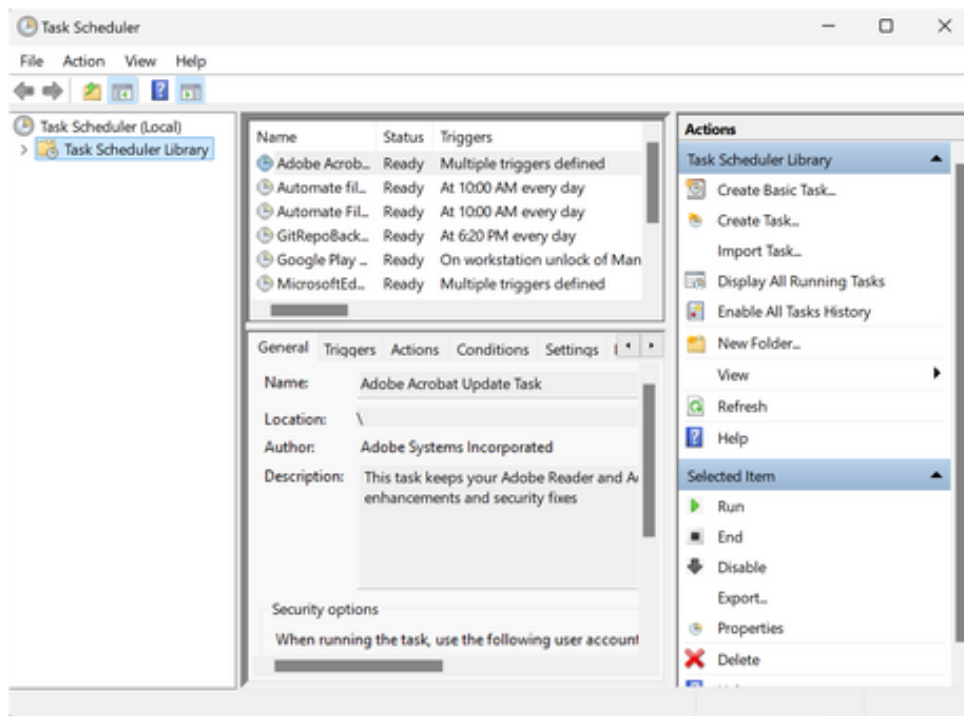 Task Scheduler
File Action View Help
Task Scheduler (Local)
Task Scheduler Library
Name Status Triggers
Adobe Acrob... Ready Multiple triggers defined
Automate fil... Ready At 10:00 AM every day
Automate Fil... Ready At 10:00 AM every day
GitRepoBack... Ready At 6:20 PM every day
Google Play ... Ready On workstation unlock of Man
MicrosoftEd... Ready Multiple triggers defined
General Triggers Actions Conditions Settings
Name: Adobe Acrobat Update Task
Location: \
Author: Adobe Systems Incorporated
Description: This task keeps your Adobe Reader and A
enhancements and security fixes
Security options
When running the task, use the following user account
Actions
Task Scheduler Library
Create Basic Task...
Create Task...
Import Task...
Display All Running Tasks
Enable All Tasks History
New Folder...
View
Refresh
Help
Selected Item
Run
End
Disable
Export...
Properties
Delete